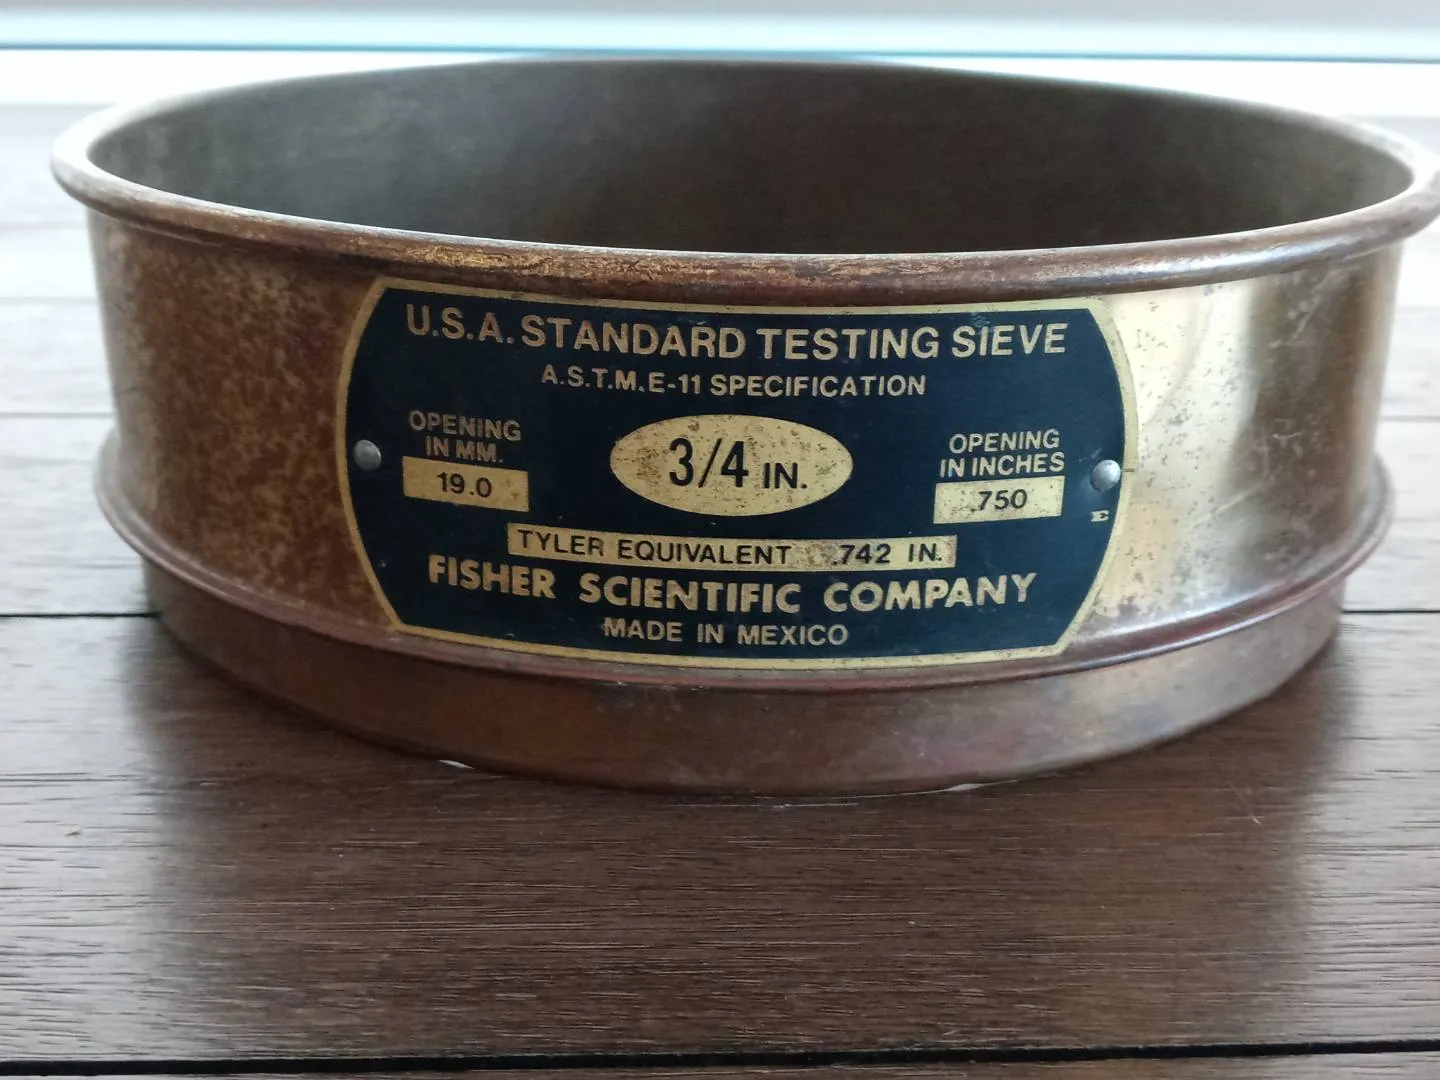 U.S.A. STANDARD TESTING SIEVE
A.S.T.M. E-11 SPECIFICATION
OPENING
IN MM.
19.0
3/4 IN.
OPENING
IN INCHES
.750
E
TYLER EQUIVALENT .742 IN.
FISHER SCIENTIFIC COMPANY
MADE IN MEXICO